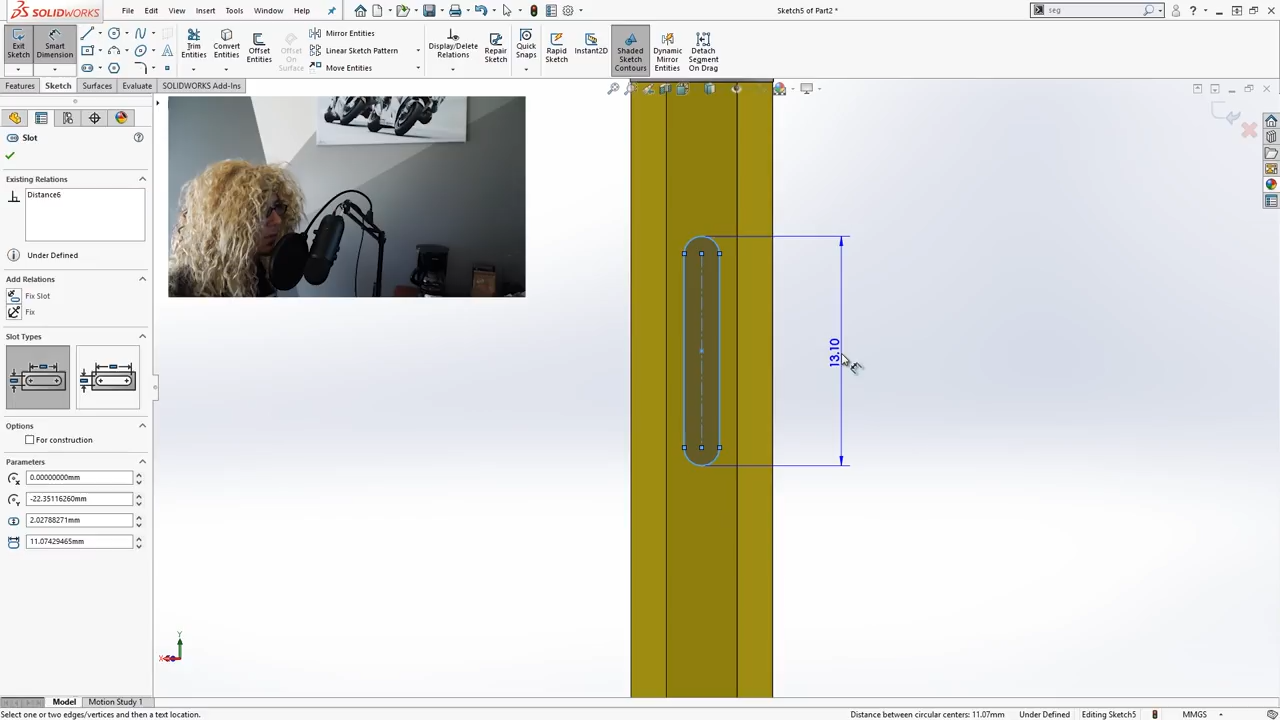 SOLIDWORKS File Edit View Insert Tools Window Help Sketch5 of Part2 * seg
Exit Sketch
Smart Dimension
Trim Entities
Convert Entities
Offset Entities
Offset On Surface
Mirror Entities
Linear Sketch Pattern
Move Entities
Display/Delete Relations
Repair Sketch
Quick Snaps
Rapid Sketch
Instant2D
Shaded Sketch Contours
Dynamic Mirror Entities
Detach Segment On Drag
Features Sketch Surfaces Evaluate SOLIDWORKS Add-Ins
Slot
Existing Relations
Distance6
Under Defined
Add Relations
Fix Slot
Fix
Slot Types
Options
For construction
Parameters
0.00000000mm
-22.35116260mm
2.02788271mm
11.07429465mm
13.10
Y
X
Model Motion Study 1
Select one or two edges/vertices and then a text location. Distance between circular centers: 11.07mm Under Defined Editing Sketch5 MMGS